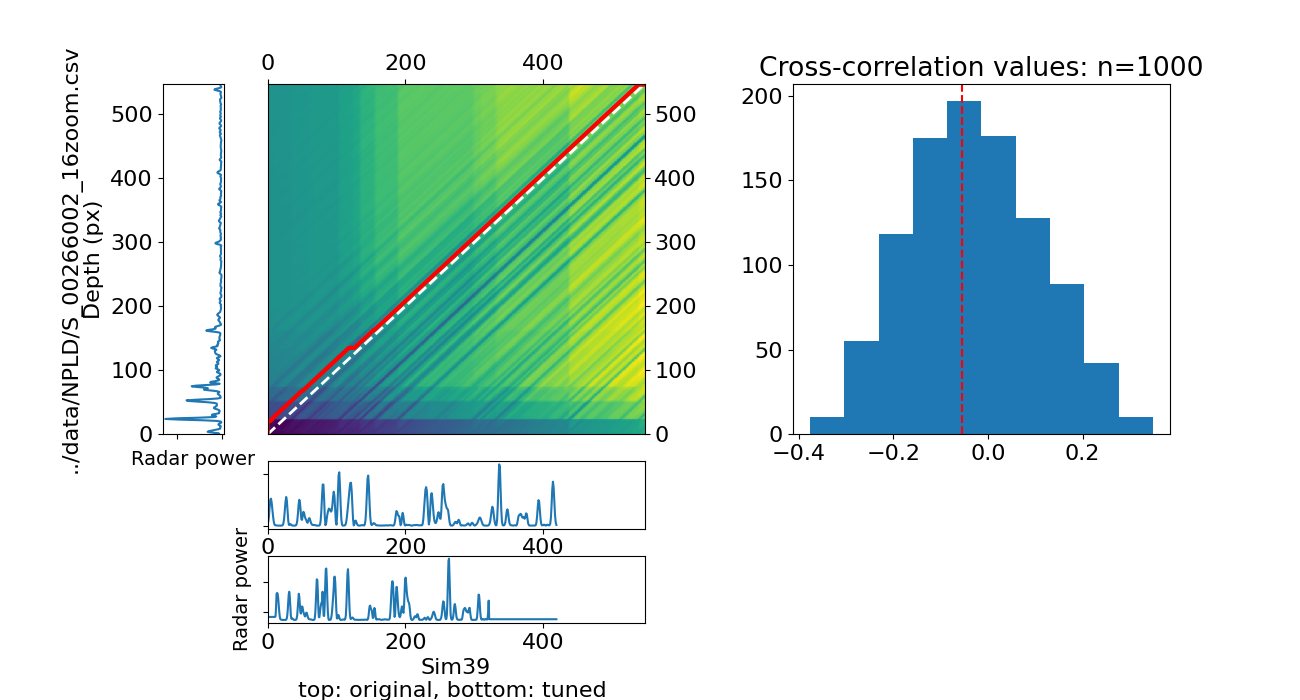 Cross-correlation values: n=1000
../data/NPLD/S_00266002_16zoom.csv
Depth (px)
0 200 400
500
400
300
200
100
0
500
400
300
200
100
0
Radar power
0 200 400
Radar power
0 200 400
Sim39
top: original, bottom: tuned
200
150
100
50
0
−0.4 −0.2 0.0 0.2